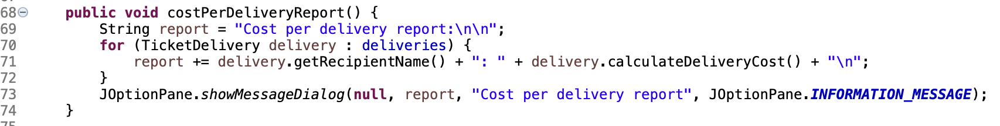 68 public void costPerDeliveryReport() {
69 String report = "Cost per delivery report:\n\n";
70 for (TicketDelivery delivery : deliveries) {
71 report += delivery.getRecipientName() + ": " + delivery.calculateDeliveryCost() + "\n";
72 }
73 JOptionPane.showMessageDialog(null, report, "Cost per delivery report", JOptionPane.INFORMATION_MESSAGE);
74 }